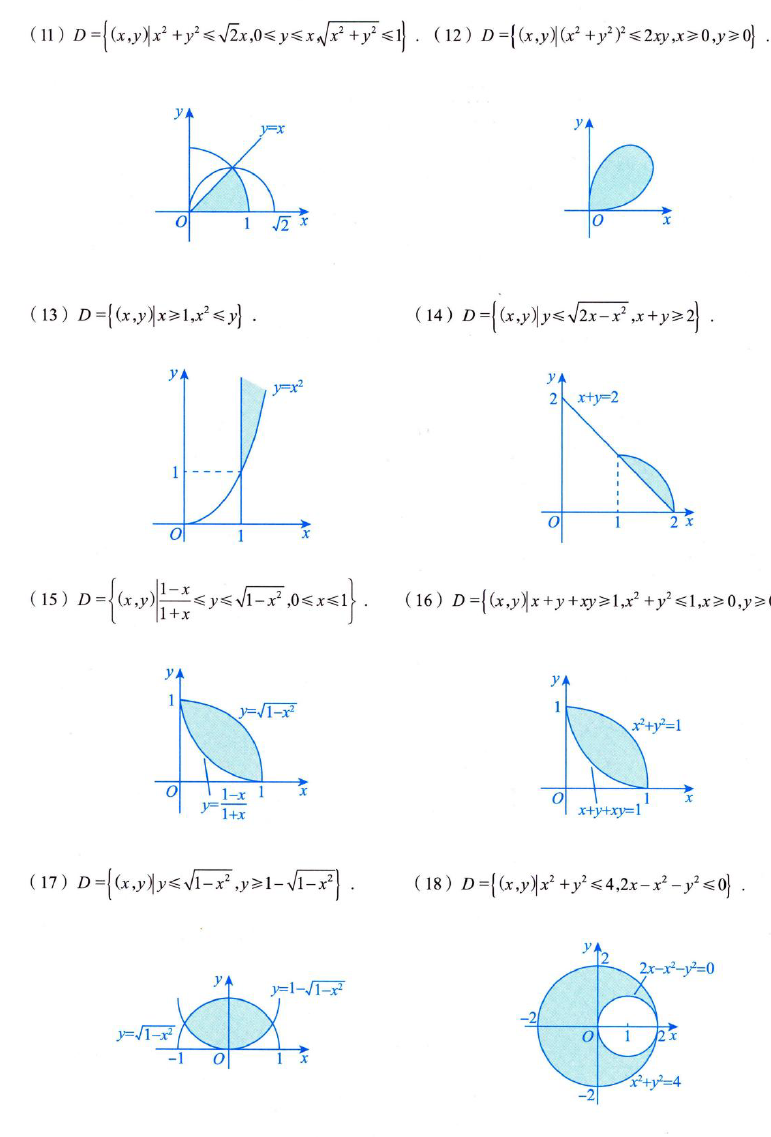 (11) D={(x,y)|x²+y²≤√2x,0≤y≤x,√(x²+y²)≤1}. (12) D={(x,y)|(x²+y²)²≤2xy,x≥0,y≥0}.
y
y=x
O 1 √2 x
y
O x
(13) D={(x,y)|x≥1,x²≤y}. (14) D={(x,y)|y≤√(2x−x²),x+y≥2}.
y
y=x²
1
O 1 x
y
2 x+y=2
O 1 2 x
(15) D={(x,y)|(1−x)/(1+x)≤y≤√(1−x²),0≤x≤1}. (16) D={(x,y)|x+y+xy≥1,x²+y²≤1,x≥0,y≥
y
1
y=√(1−x²)
O 1 x
y=(1−x)/(1+x)
y
1
x²+y²=1
O 1 x
x+y+xy=1
(17) D={(x,y)|y≤√(1−x²),y≥1−√(1−x²)}. (18) D={(x,y)|x²+y²≤4,2x−x²−y²≤0}.
y
y=1−√(1−x²)
y=√(1−x²)
−1 O 1 x
y
2
2x−x²−y²=0
−2
O 1 2 x
x²+y²=4
−2